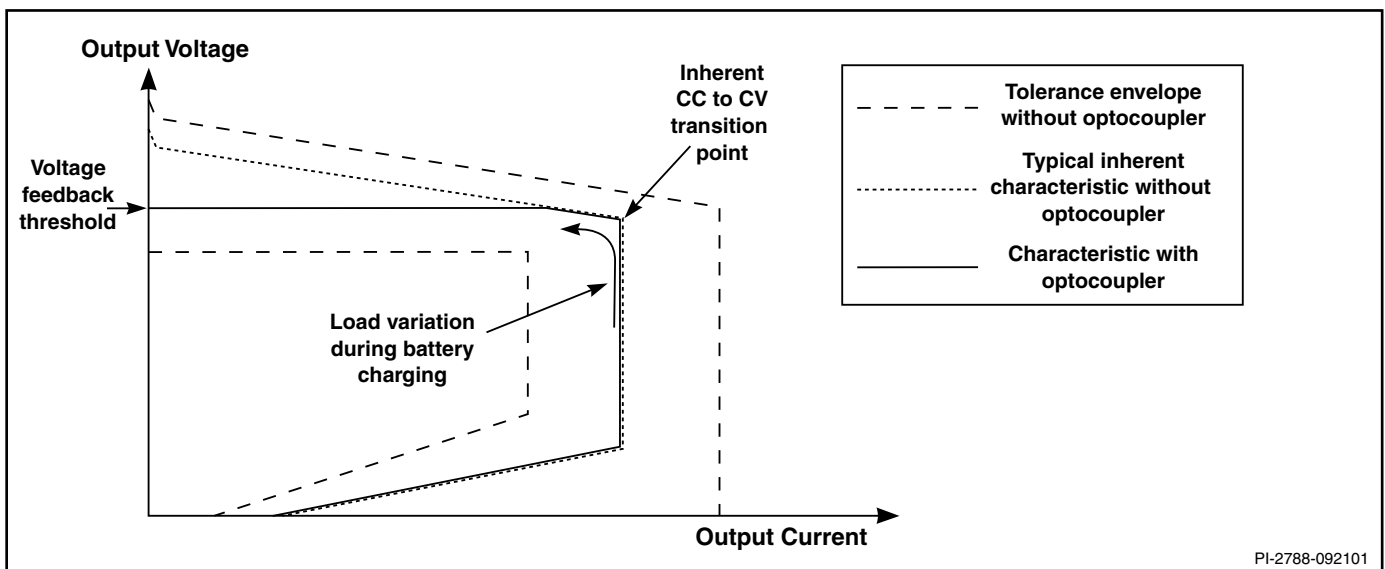 Output Voltage
Inherent
CC to CV
transition
point
Voltage
feedback
threshold
Load variation
during battery
charging
Output Current
Tolerance envelope
without optocoupler
Typical inherent
characteristic without
optocoupler
Characteristic with
optocoupler
PI-2788-092101